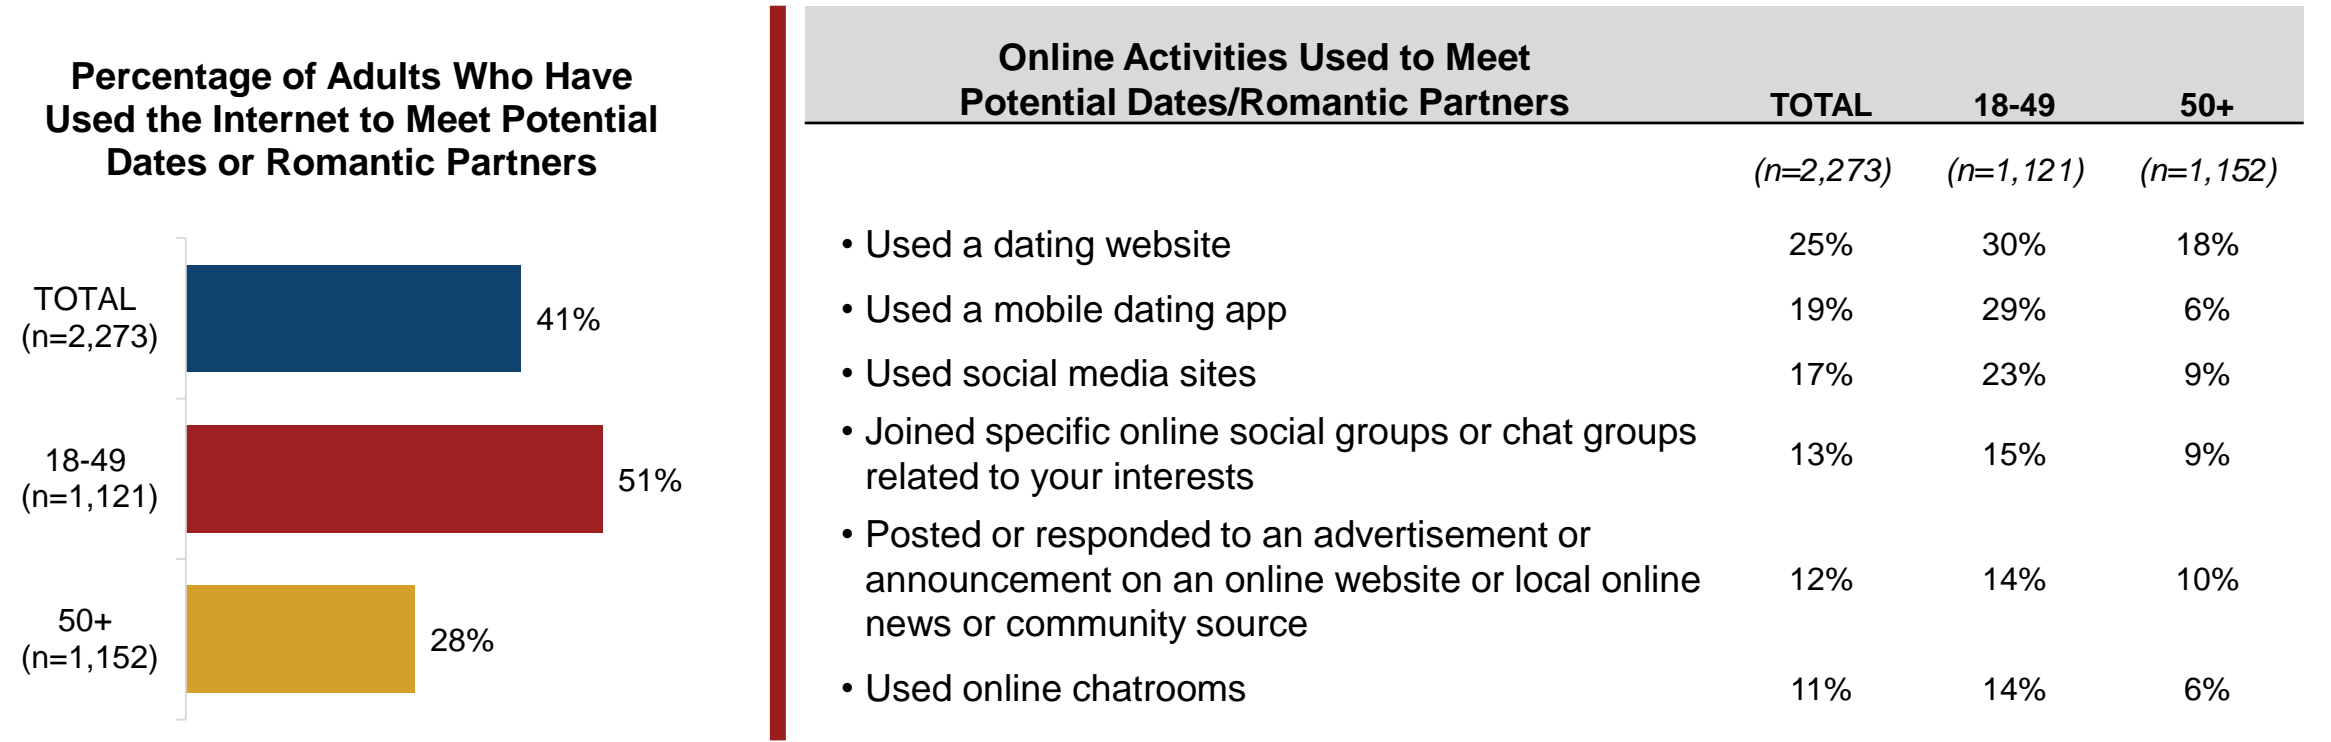 Percentage of Adults Who Have
Used the Internet to Meet Potential
Dates or Romantic Partners
TOTAL
(n=2,273)
41%
18-49
(n=1,121)
51%
50+
(n=1,152)
28%
Online Activities Used to Meet
Potential Dates/Romantic Partners TOTAL 18-49 50+
(n=2,273) (n=1,121) (n=1,152)
• Used a dating website 25% 30% 18%
• Used a mobile dating app 19% 29% 6%
• Used social media sites 17% 23% 9%
• Joined specific online social groups or chat groups
related to your interests 13% 15% 9%
• Posted or responded to an advertisement or
announcement on an online website or local online 12% 14% 10%
news or community source
• Used online chatrooms 11% 14% 6%